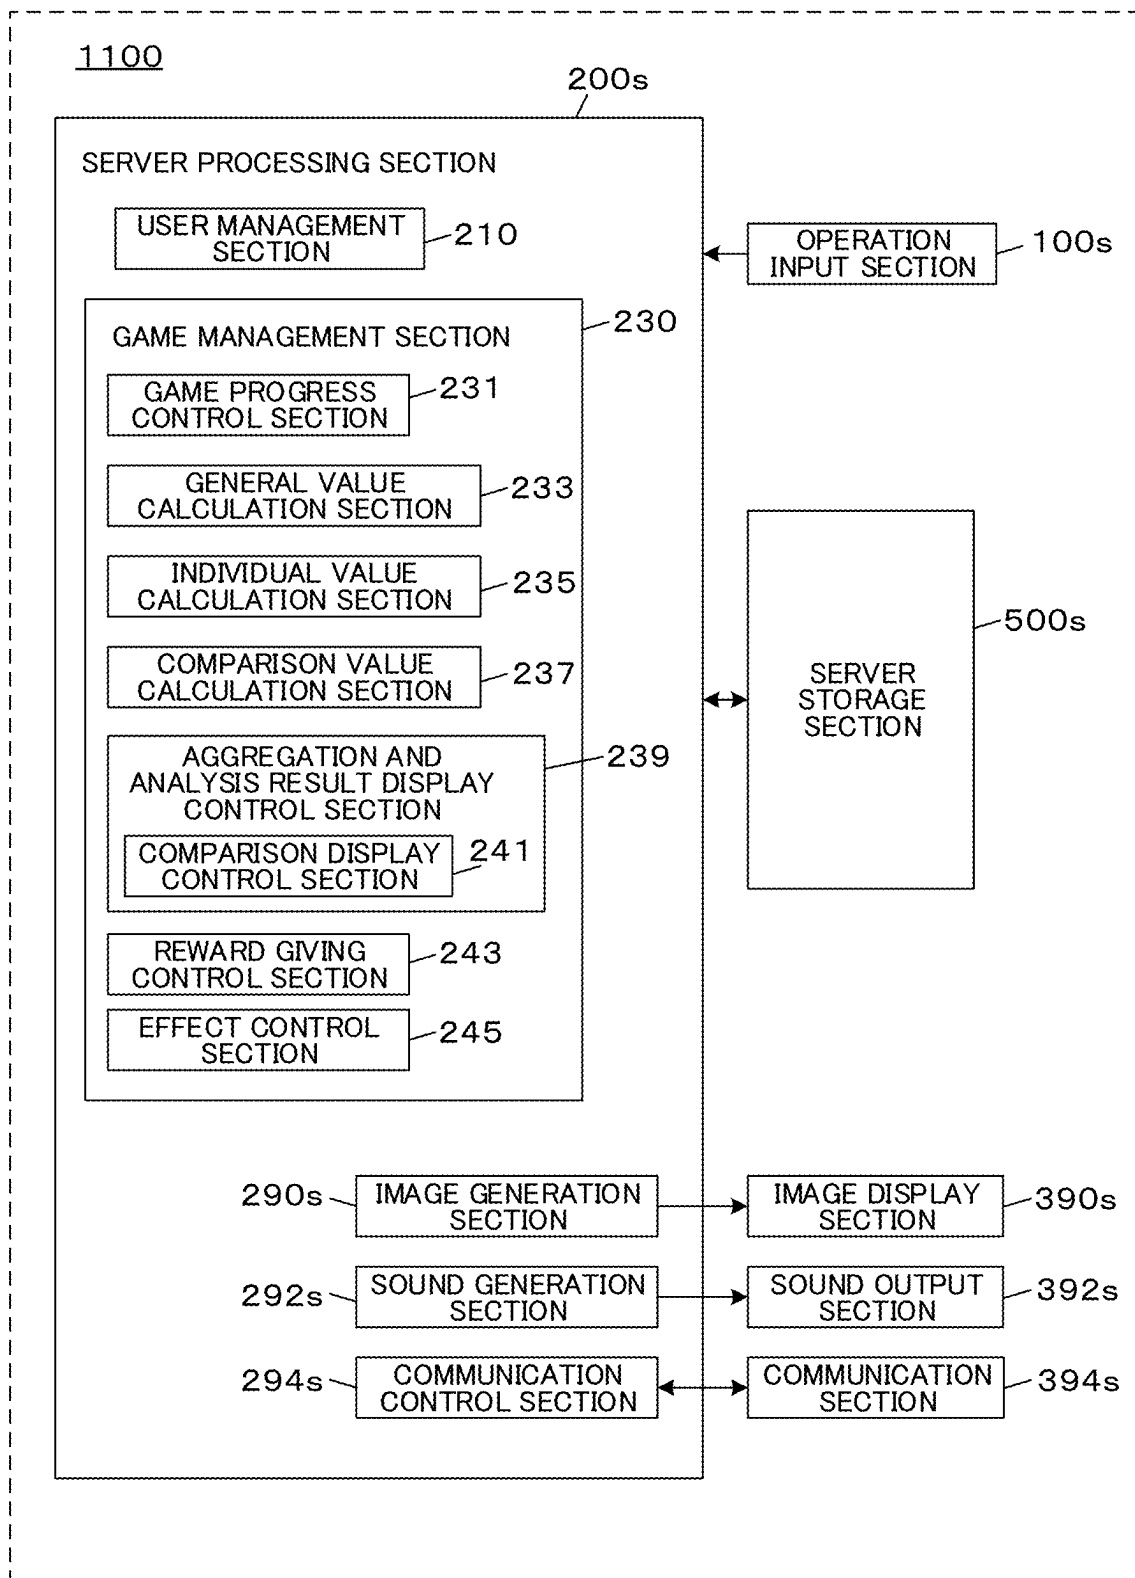 1100
200s
SERVER PROCESSING SECTION
USER MANAGEMENT
SECTION
210
OPERATION
INPUT SECTION
100s
230
GAME MANAGEMENT SECTION
GAME PROGRESS
CONTROL SECTION
231
GENERAL VALUE
CALCULATION SECTION
233
INDIVIDUAL VALUE
CALCULATION SECTION
235
COMPARISON VALUE
CALCULATION SECTION
237
500s
SERVER
STORAGE
SECTION
AGGREGATION AND
ANALYSIS RESULT DISPLAY
CONTROL SECTION
239
COMPARISON DISPLAY
CONTROL SECTION
241
REWARD GIVING
CONTROL SECTION
243
EFFECT CONTROL
SECTION
245
290s
IMAGE GENERATION
SECTION
IMAGE DISPLAY
SECTION
390s
292s
SOUND GENERATION
SECTION
SOUND OUTPUT
SECTION
392s
294s
COMMUNICATION
CONTROL SECTION
COMMUNICATION
SECTION
394s